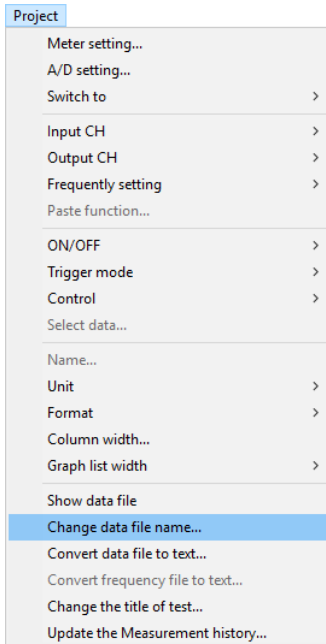 Project
Meter setting...
A/D setting...
Switch to
Input CH
Output CH
Frequently setting
Paste function...
ON/OFF
Trigger mode
Control
Select data...
Name...
Unit
Format
Column width...
Graph list width
Show data file
Change data file name...
Convert data file to text...
Convert frequency file to text...
Change the title of test...
Update the Measurement history...